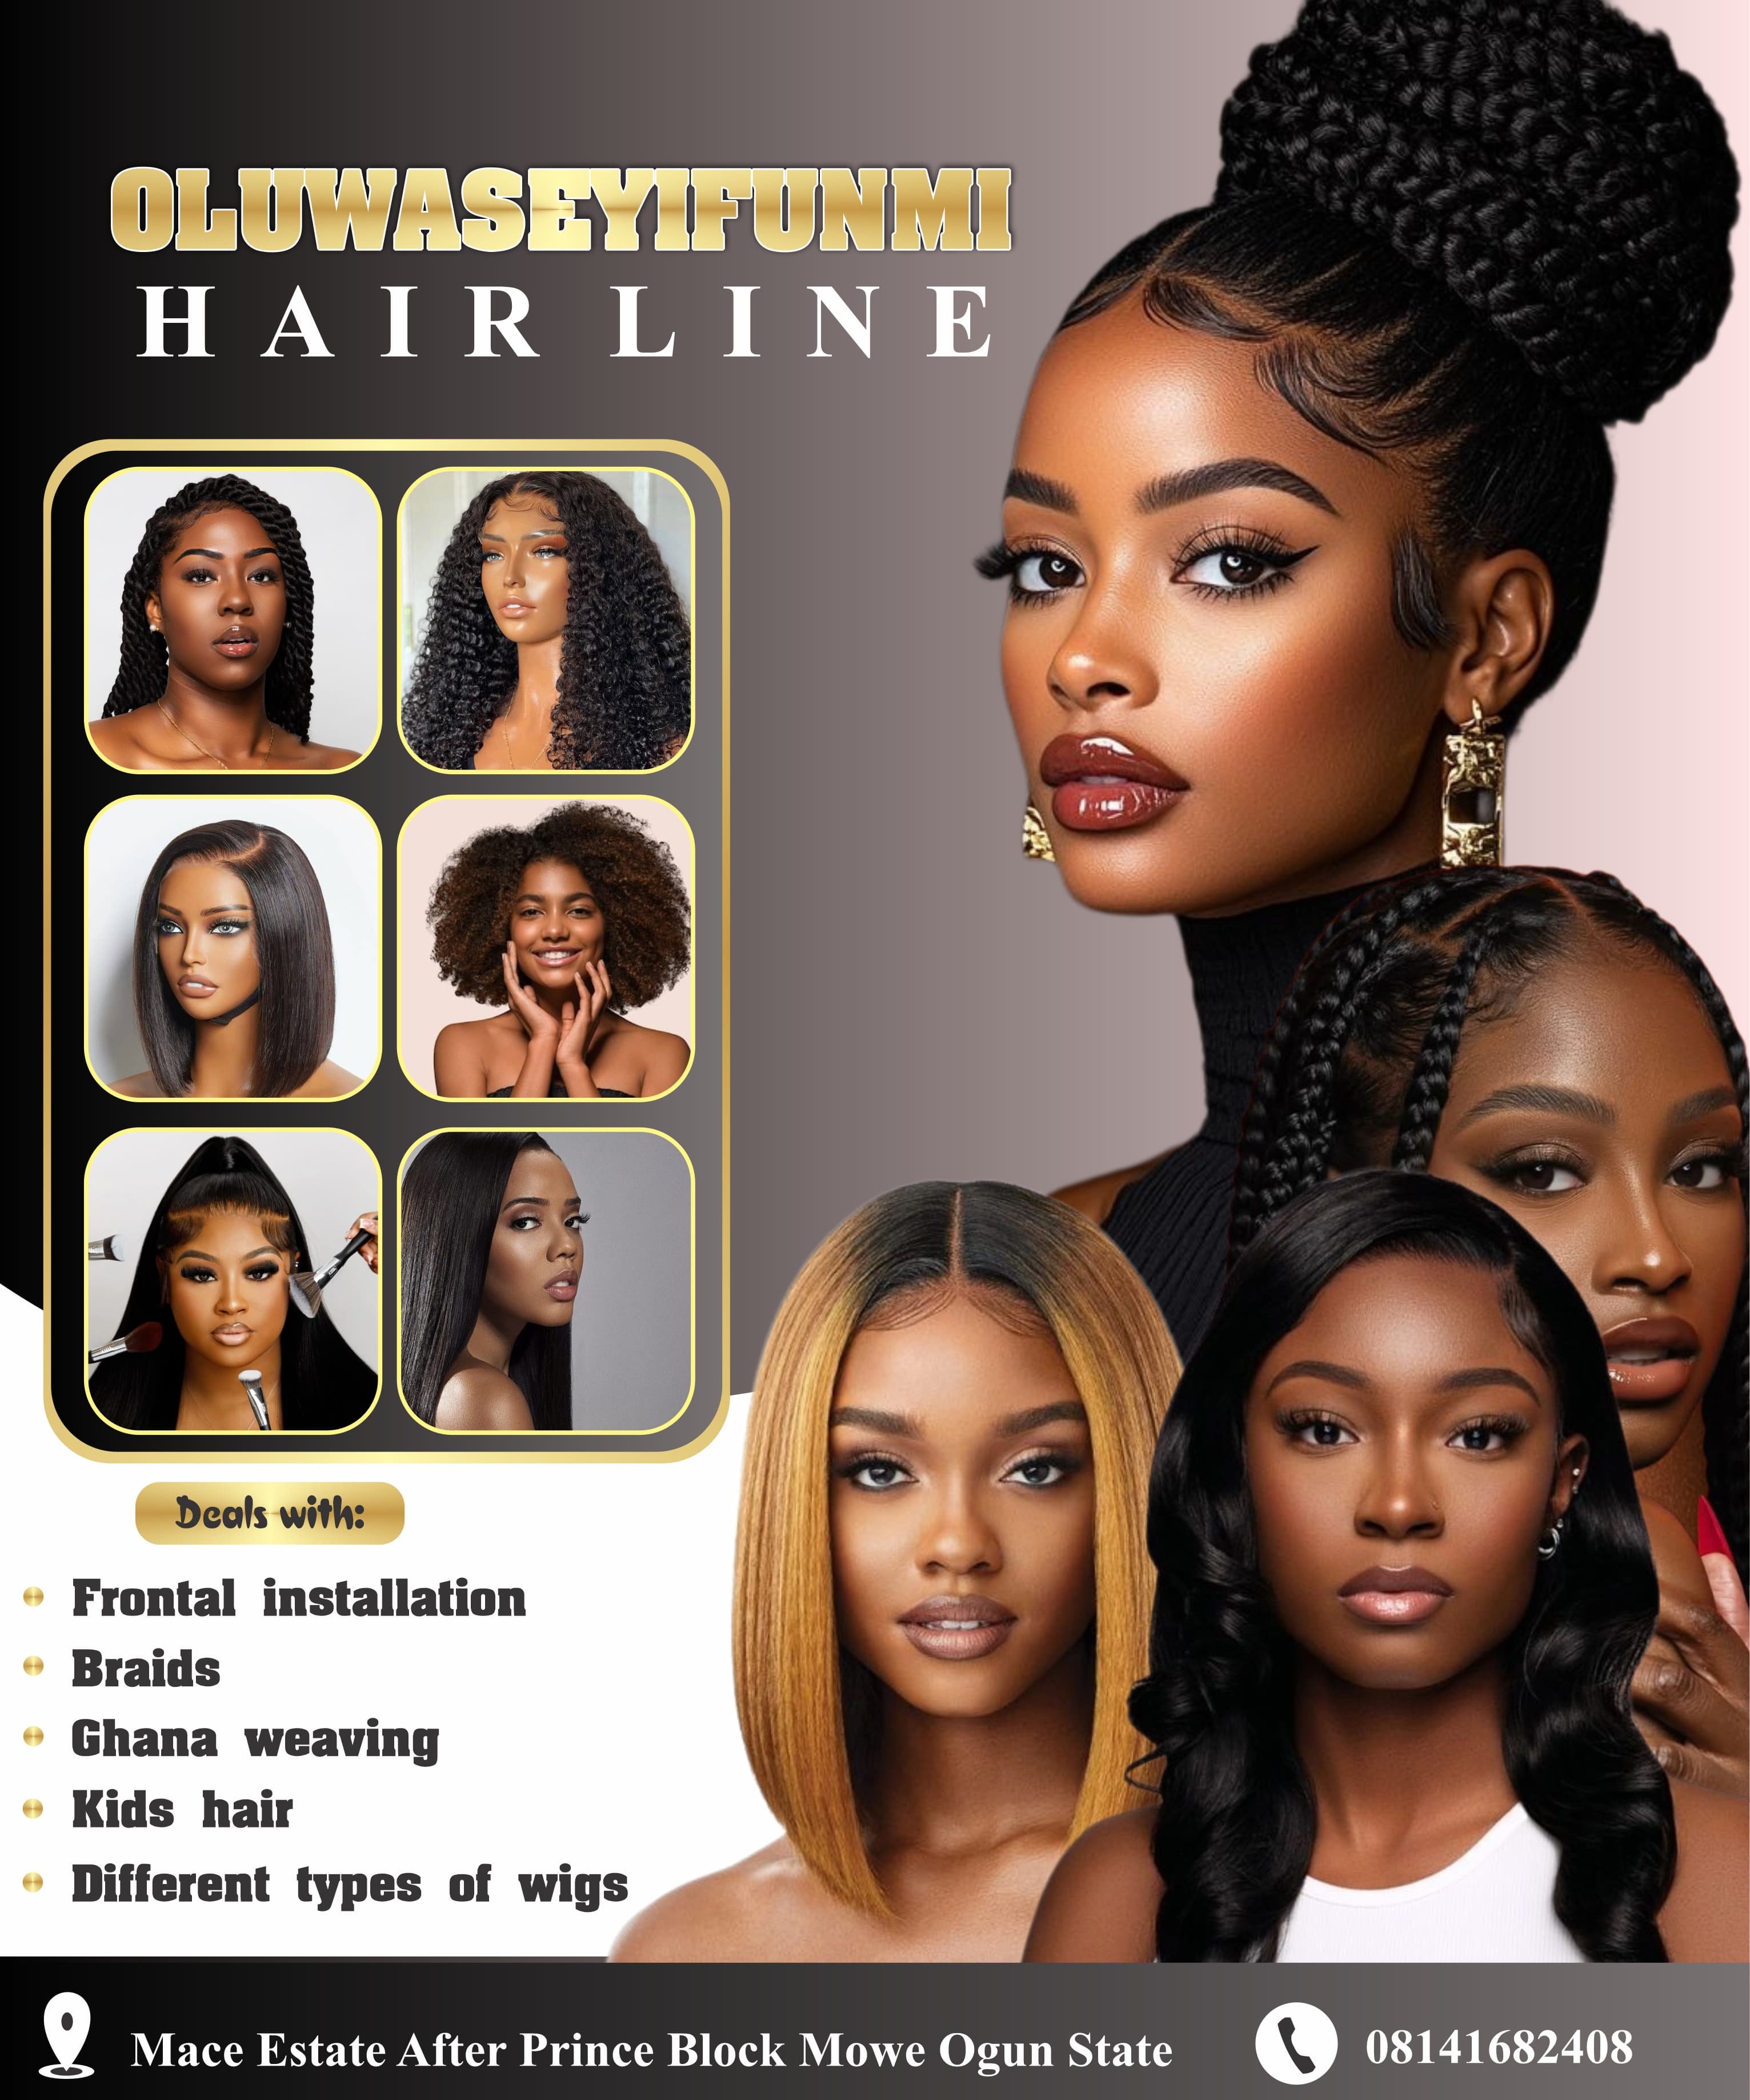 OLUWASEYIFUNMI
HAIR LINE
Deals with:
Frontal installation
Braids
Ghana weaving
Kids hair
Different types of wigs
Mace Estate After Prince Block Mowe Ogun State
08141682408